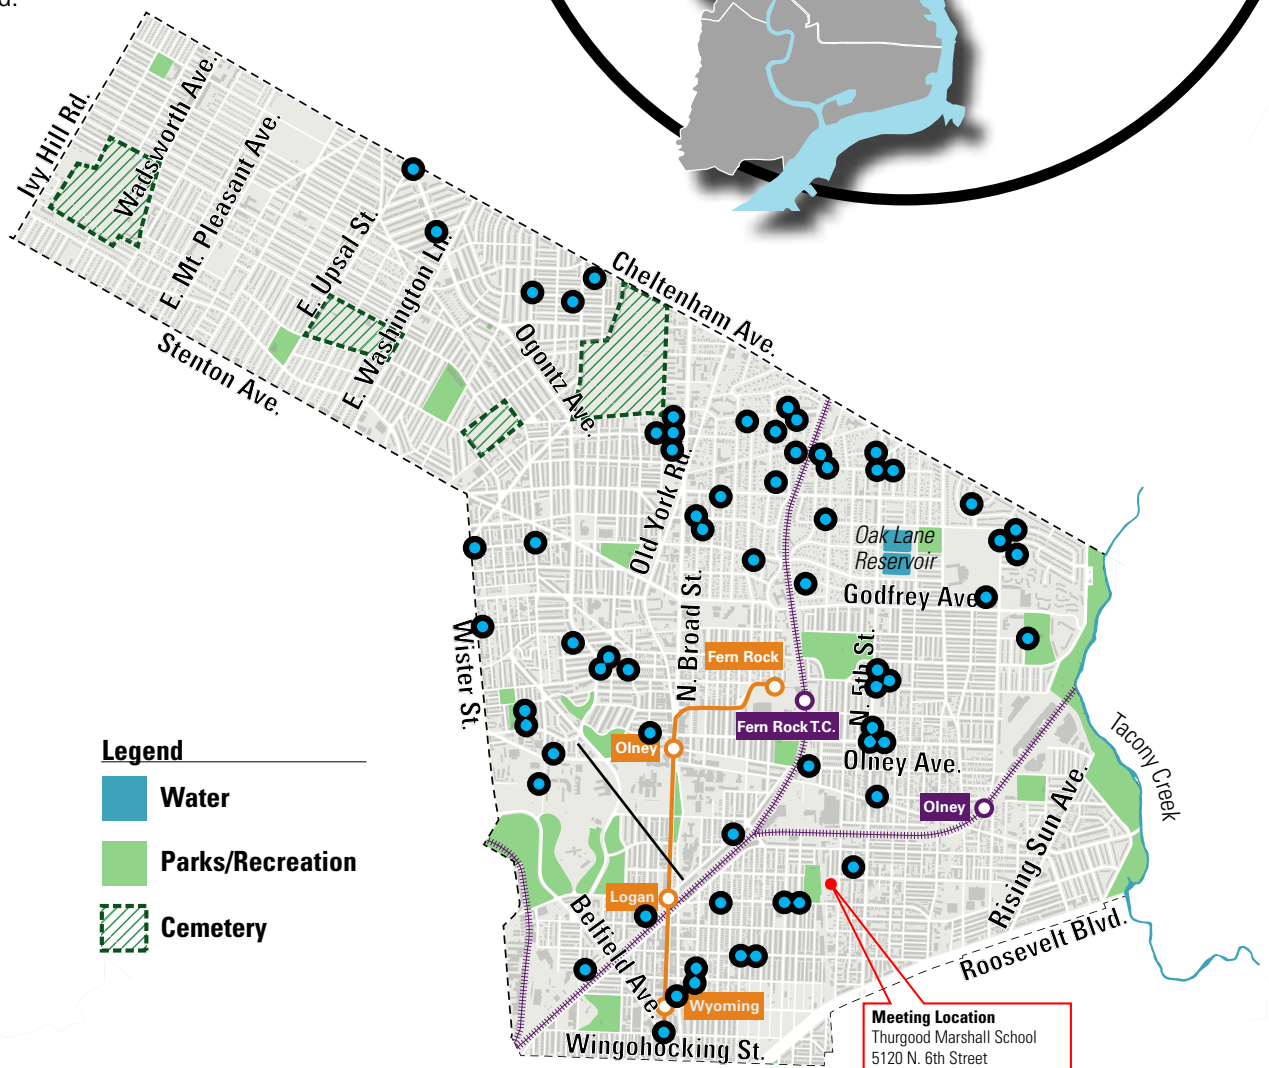 d.
Ivy Hill Rd.
Wadsworth Ave.
E. Mt. Pleasant Ave.
E. Upsal St.
E. Washington Ln.
Stenton Ave.
Cheltenham Ave.
Ogontz Ave.
Old York Rd.
Oak Lane
Reservoir
Godfrey Ave
Wister St.
N. Broad St.
Fern Rock
N. 5th St.
Fern Rock T.C.
Olney
Olney Ave.
Olney
Tacony Creek
Rising Sun Ave.
Legend
Water
Parks/Recreation
Cemetery
Logan
Belfield Ave.
Roosevelt Blvd.
Wyoming
Wingohocking St.
Meeting Location
Thurgood Marshall School
5120 N. 6th Street